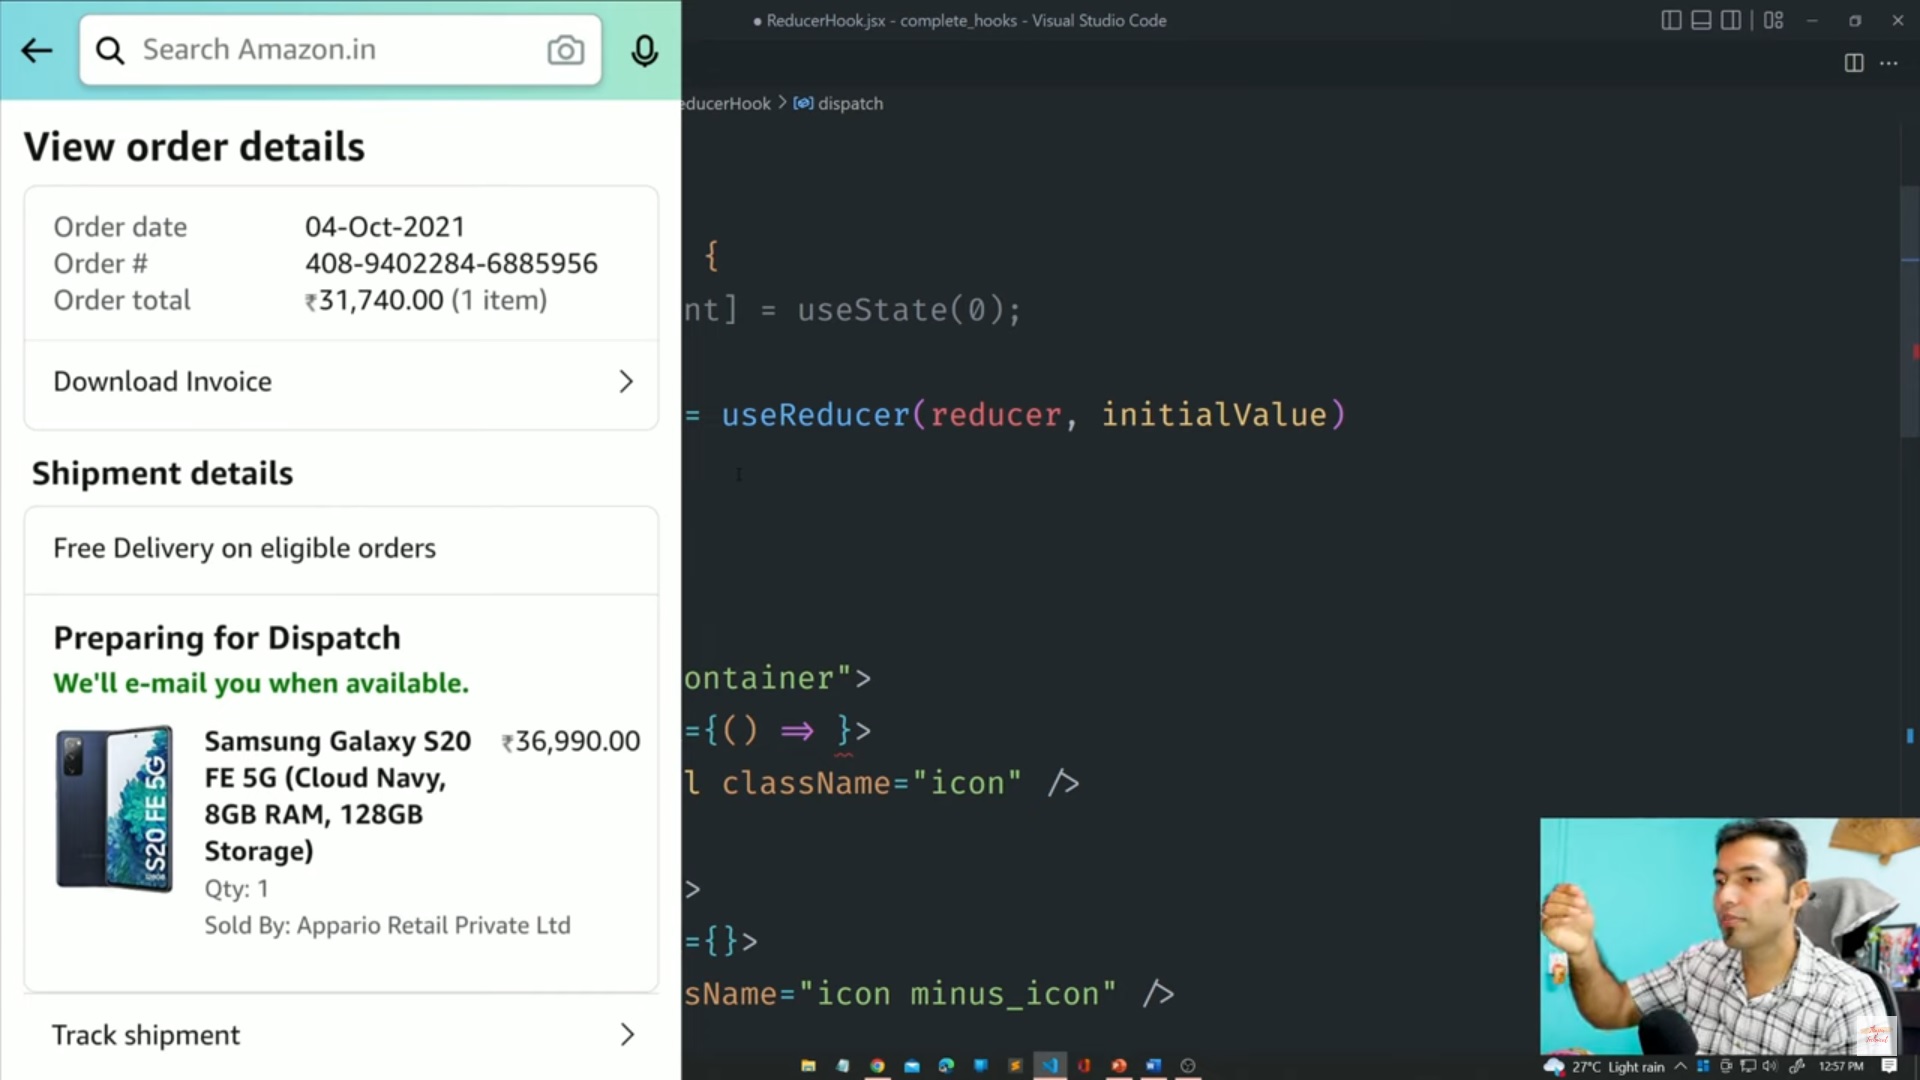 Search Amazon.in
● ReducerHook.jsx - complete_hooks - Visual Studio Code
educerHook > dispatch
View order details
Order date 04-Oct-2021
Order # 408-9402284-6885956
Order total ₹31,740.00 (1 item)
Download Invoice
Shipment details
Free Delivery on eligible orders
Preparing for Dispatch
We'll e-mail you when available.
Samsung Galaxy S20 ₹36,990.00
FE 5G (Cloud Navy,
8GB RAM, 128GB
Storage)
Qty: 1
Sold By: Appario Retail Private Ltd
S20 FE 5G
Track shipment
{
nt] = useState(0);
= useReducer(reducer, initialValue)
ontainer">
={() => }>
l className="icon" />
>
={}>
sName="icon minus_icon" />
27°C Light rain
12:57 PM